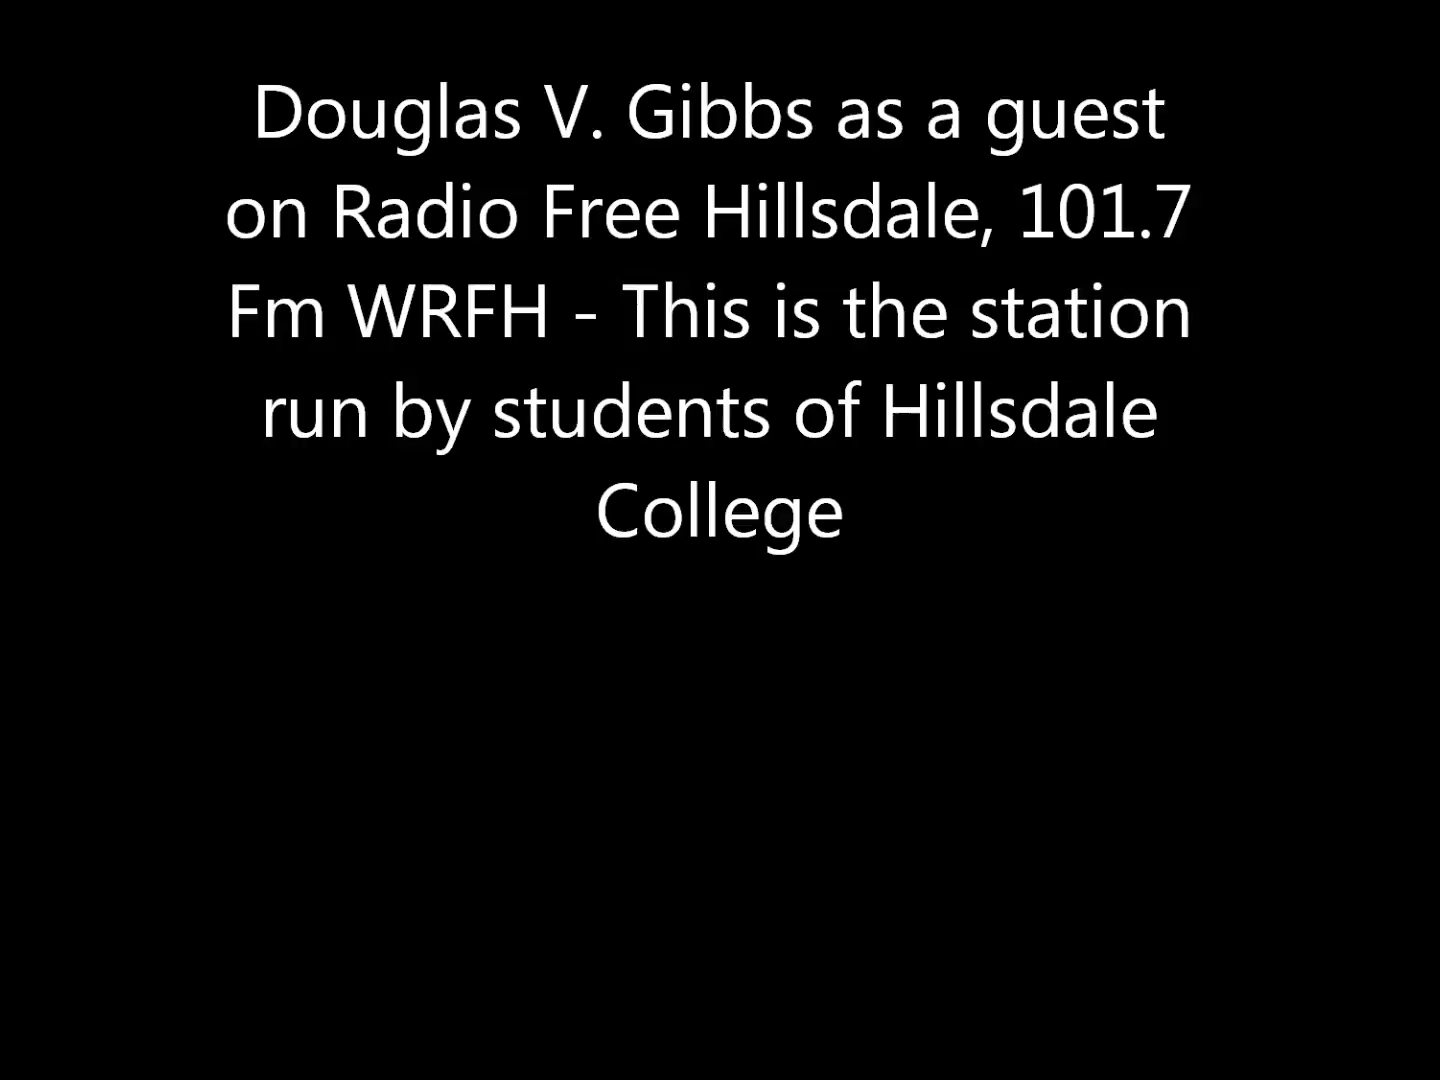 Douglas V. Gibbs as a guest
on Radio Free Hillsdale, 101.7
Fm WRFH - This is the station
run by students of Hillsdale
College